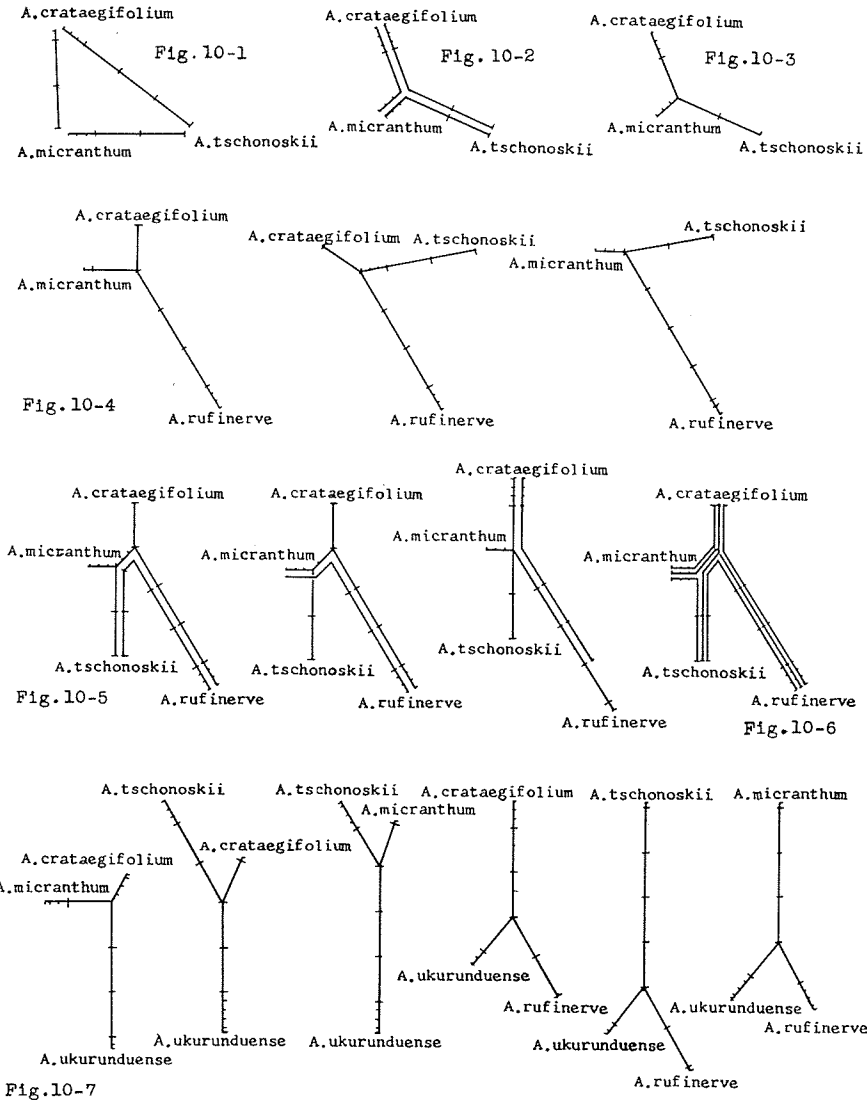 A.crataegifolium
Fig.10-1
A.micranthum
A.tschonoskii
A.crataegifolium
Fig.10-2
A.micranthum
A.tschonoskii
A.crataegifolium
Fig.10-3
A.micranthum
A.tschonoskii
A.crataegifolium
A.micranthum
A.rufinerve
Fig.10-4
A.crataegifolium A.tschonoskii
A.rufinerve
A.tschonoskii
A.micranthum
A.rufinerve
A.crataegifolium
A.micranthum
A.tschonoskii
A.rufinerve
Fig.10-5
A.crataegifolium
A.micranthum
A.tschonoskii
A.rufinerve
A.crataegifolium
A.micranthum
A.tschonoskii
A.rufinerve
A.crataegifolium
A.micranthum
A.tschonoskii
A.rufinerve
Fig.10-6
A.crataegifolium
A.micranthum
A.ukurunduense
A.tschonoskii
A.crataegifolium
A.ukurunduense
A.tschonoskii
A.micranthum
A.ukurunduense
A.crataegifolium
A.ukurunduense
A.rufinerve
A.tschonoskii
A.ukurunduense
A.rufinerve
A.micranthum
A.ukurunduense
A.rufinerve
Fig.10-7